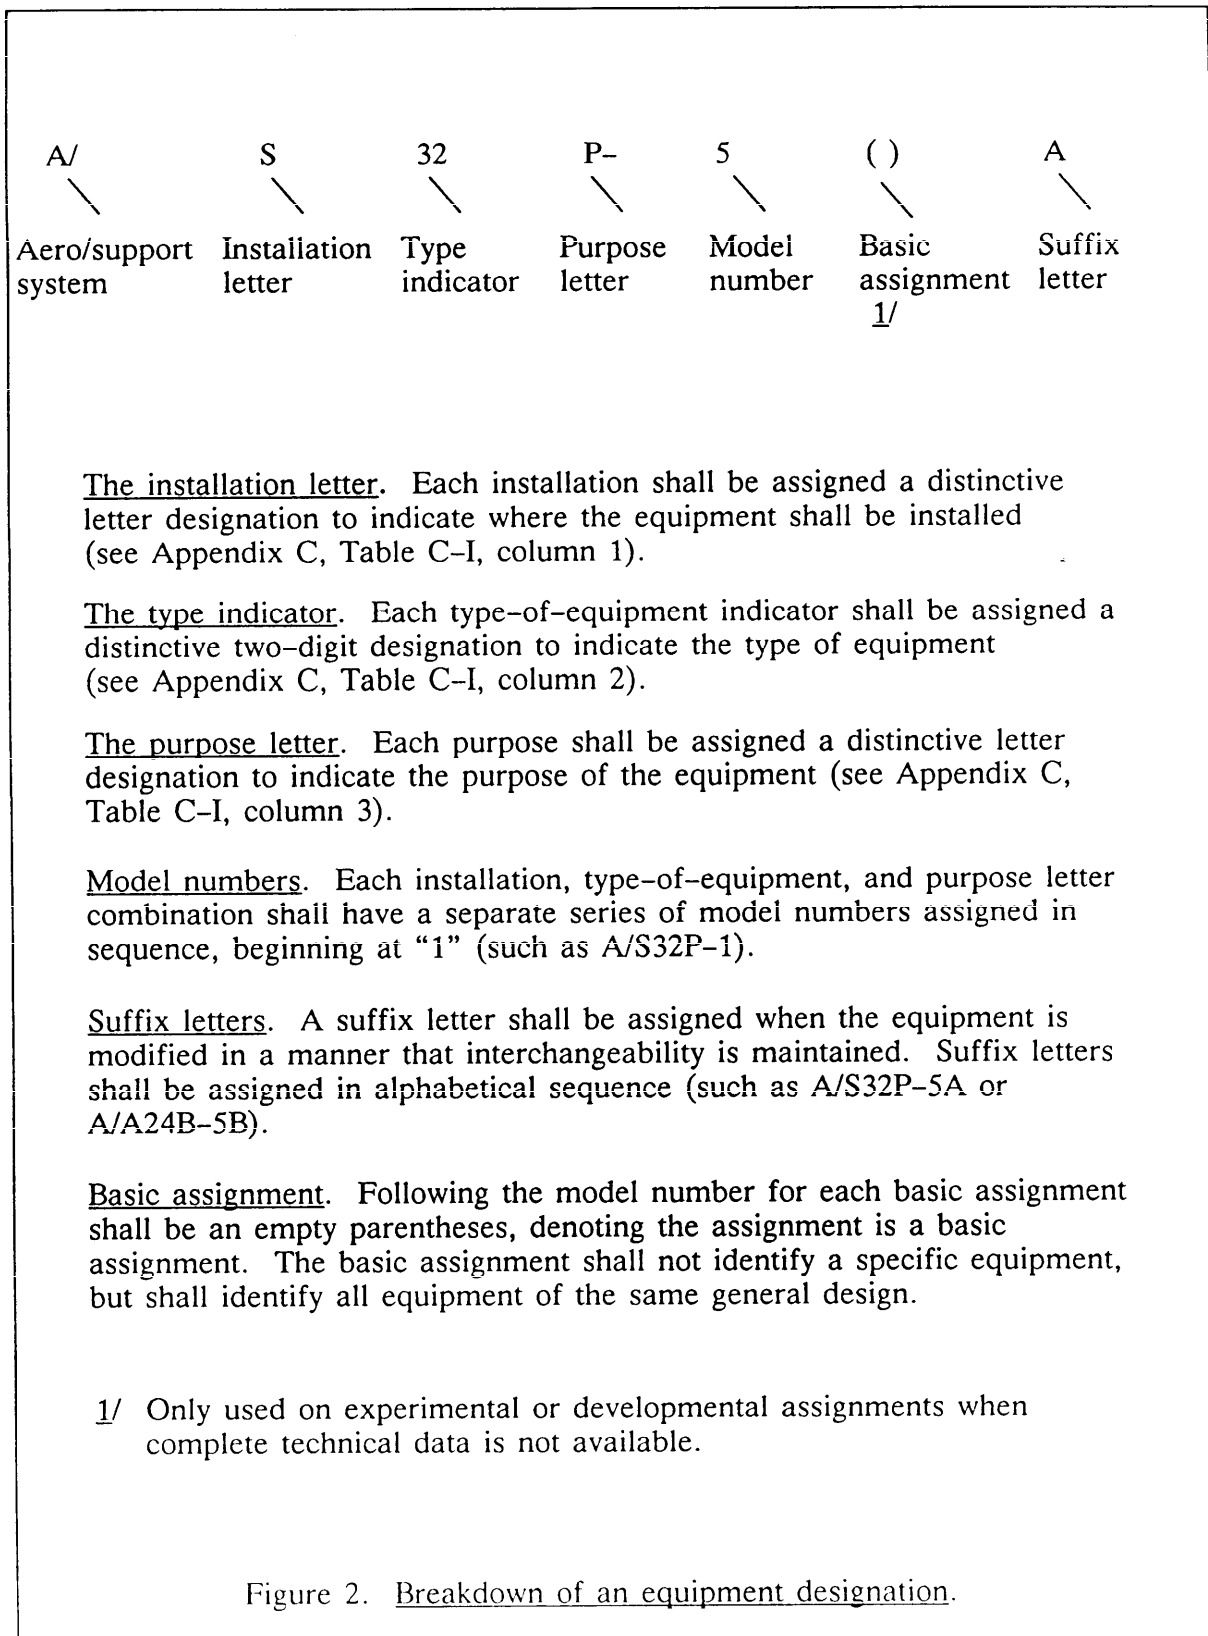 A/ S 32 P– 5 ( ) A
Aero/support Installation Type Purpose Model Basic Suffix
system letter indicator letter number assignment letter
1/
The installation letter. Each installation shall be assigned a distinctive
letter designation to indicate where the equipment shall be installed
(see Appendix C, Table C–I, column 1).
The type indicator. Each type–of–equipment indicator shall be assigned a
distinctive two–digit designation to indicate the type of equipment
(see Appendix C, Table C–I, column 2).
The purpose letter. Each purpose shall be assigned a distinctive letter
designation to indicate the purpose of the equipment (see Appendix C,
Table C–I, column 3).
Model numbers. Each installation, type–of–equipment, and purpose letter
combination shall have a separate series of model numbers assigned in
sequence, beginning at “1” (such as A/S32P–1).
Suffix letters. A suffix letter shall be assigned when the equipment is
modified in a manner that interchangeability is maintained. Suffix letters
shall be assigned in alphabetical sequence (such as A/S32P–5A or
A/A24B–5B).
Basic assignment. Following the model number for each basic assignment
shall be an empty parentheses, denoting the assignment is a basic
assignment. The basic assignment shall not identify a specific equipment,
but shall identify all equipment of the same general design.
1/ Only used on experimental or developmental assignments when
complete technical data is not available.
Figure 2. Breakdown of an equipment designation.